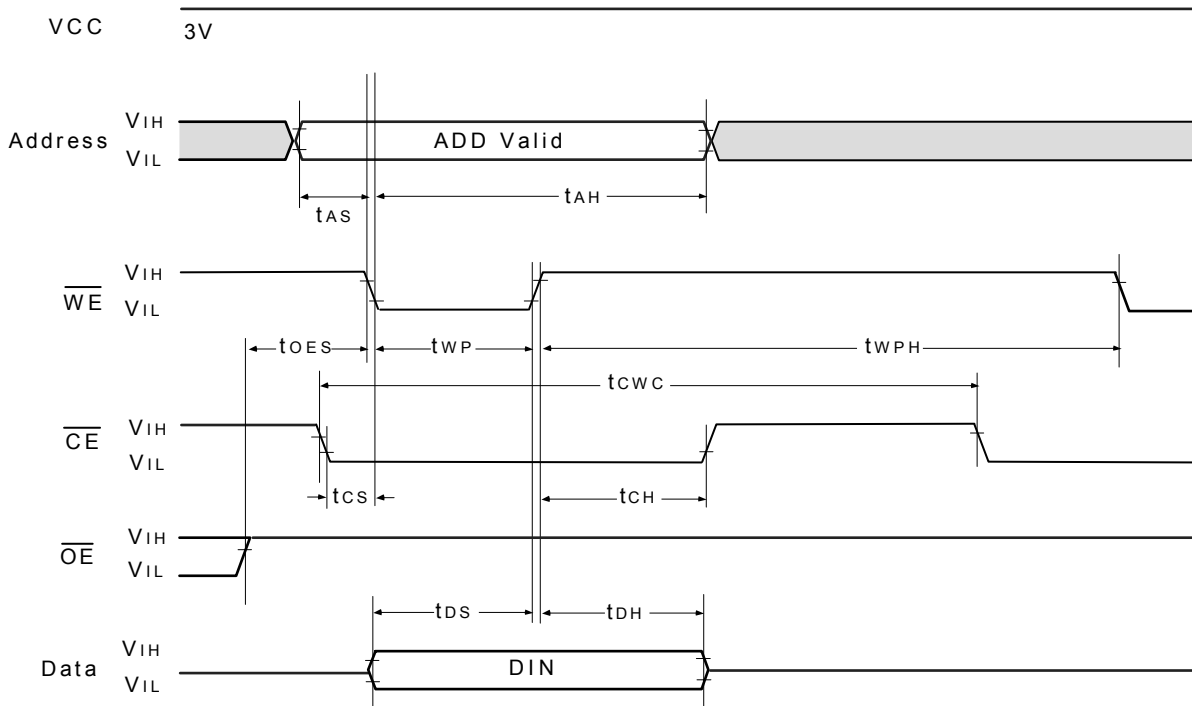 VCC
3V
Address
VIH
VIL
ADD Valid
tAS
tAH
WE
VIH
VIL
tOES
tWP
tWPH
tCWC
CE
VIH
VIL
tCS
tCH
OE
VIH
VIL
tDS
tDH
Data
VIH
VIL
DIN